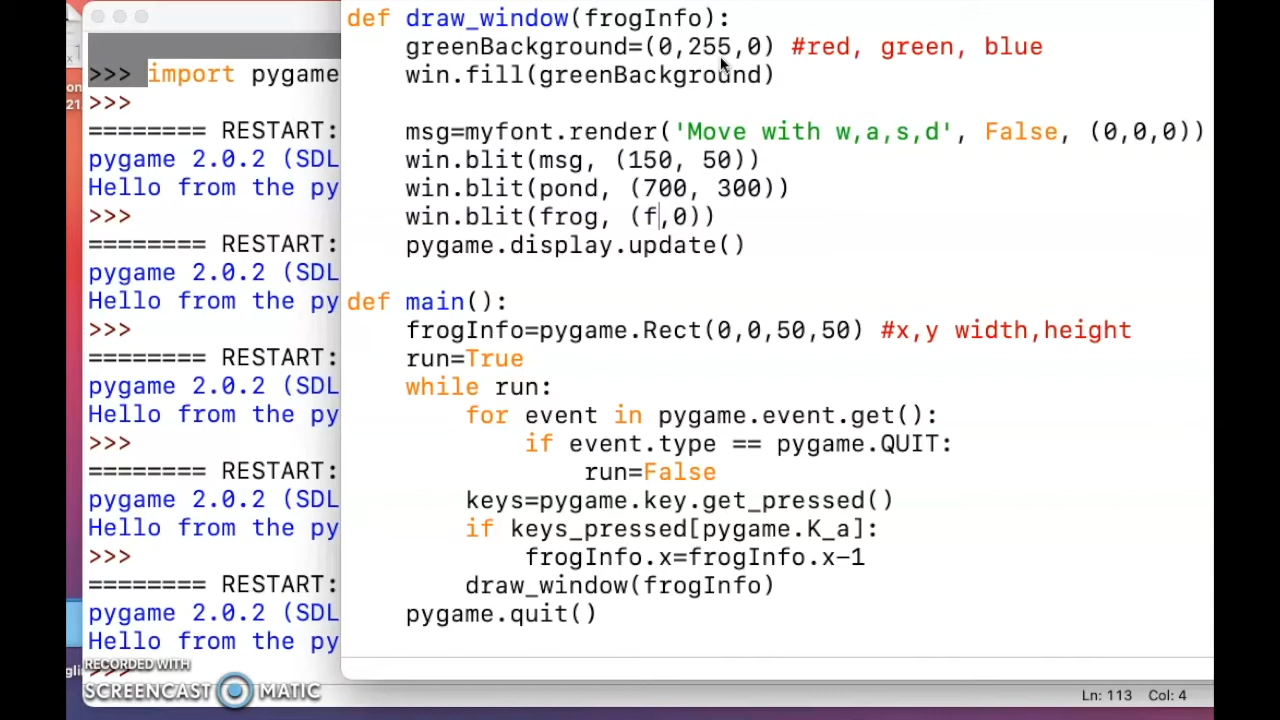 def draw_window(frogInfo):
greenBackground=(0,255,0) #red, green, blue
win.fill(greenBackground)
msg=myfont.render('Move with w,a,s,d', False, (0,0,0))
win.blit(msg, (150, 50))
win.blit(pond, (700, 300))
win.blit(frog, (f,0))
pygame.display.update()
def main():
frogInfo=pygame.Rect(0,0,50,50) #x,y width,height
run=True
while run:
for event in pygame.event.get():
if event.type == pygame.QUIT:
run=False
keys=pygame.key.get_pressed()
if keys_pressed[pygame.K_a]:
frogInfo.x=frogInfo.x-1
draw_window(frogInfo)
pygame.quit()
>>> import pygame
>>>
======== RESTART:
pygame 2.0.2 (SDL
Hello from the py
>>>
======== RESTART:
pygame 2.0.2 (SDL
Hello from the py
>>>
======== RESTART:
pygame 2.0.2 (SDL
Hello from the py
>>>
======== RESTART:
pygame 2.0.2 (SDL
Hello from the py
>>>
======== RESTART:
pygame 2.0.2 (SDL
Hello from the py
>>>
RECORDED WITH
SCREENCAST MATIC
Ln: 113 Col: 4